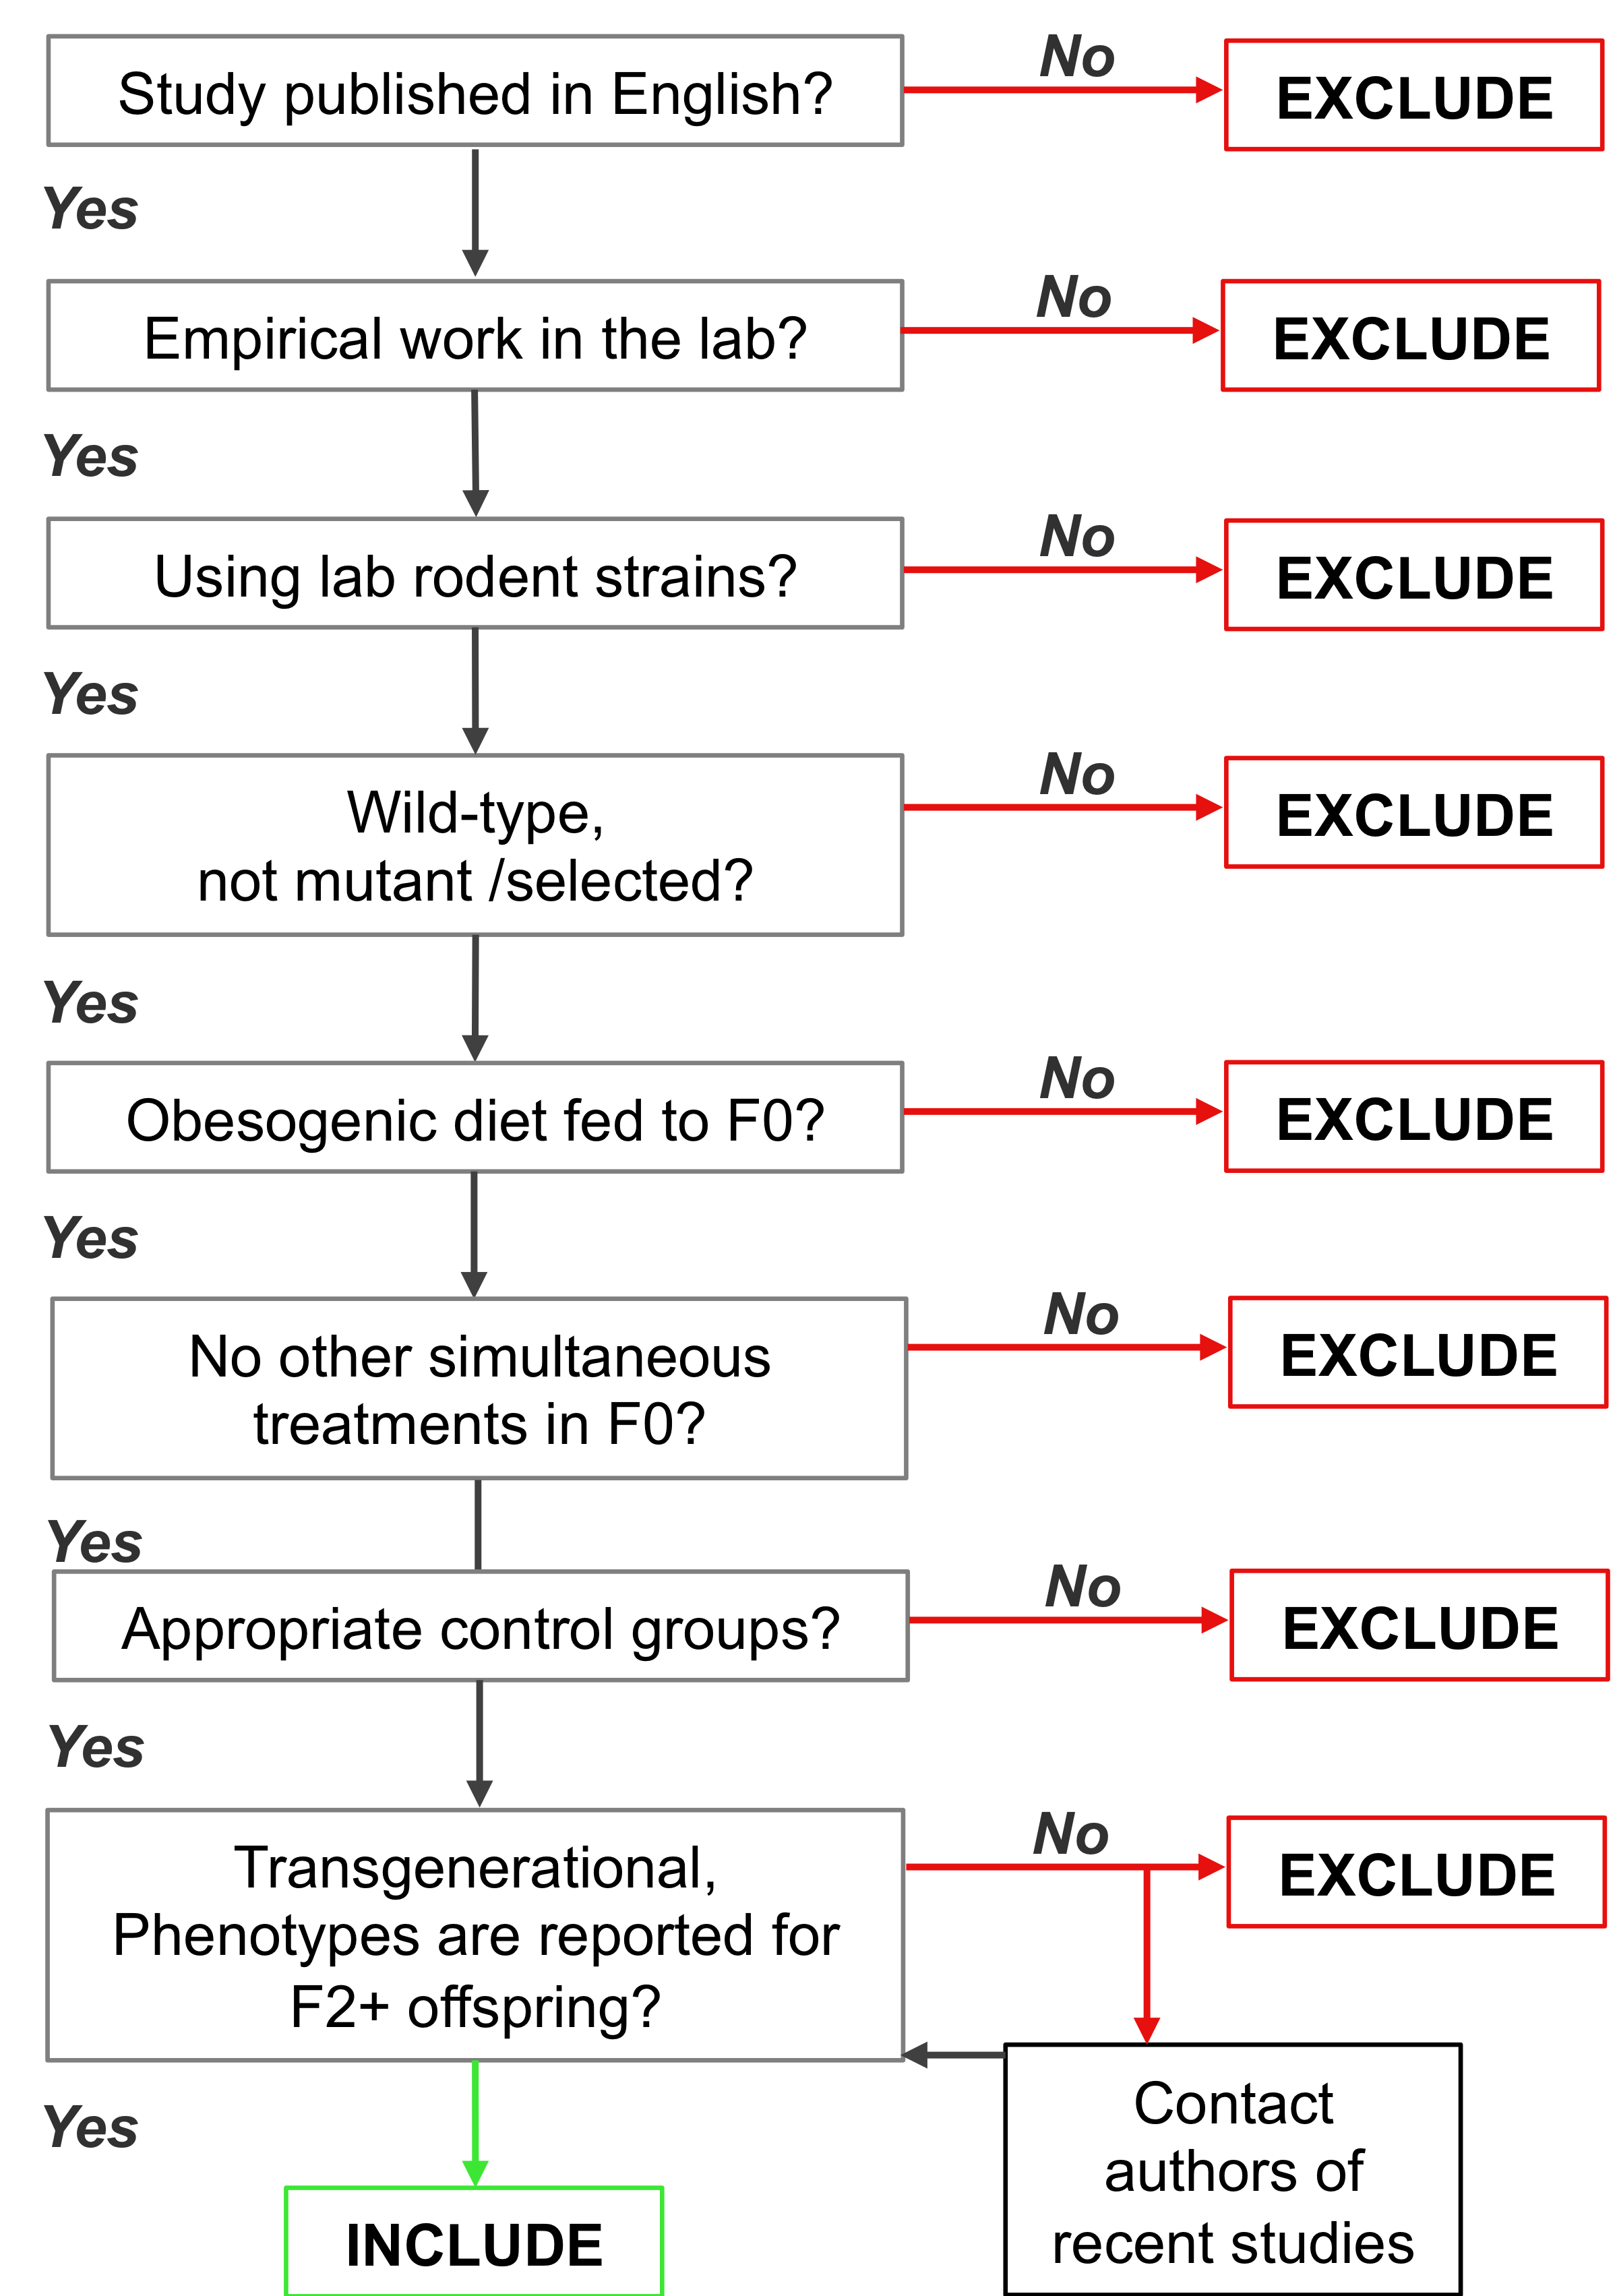 Study published in English?
No
EXCLUDE
Yes
Empirical work in the lab?
No
EXCLUDE
Yes
Using lab rodent strains?
No
EXCLUDE
Yes
Wild-type,
not mutant /selected?
No
EXCLUDE
Yes
Obesogenic diet fed to F0?
No
EXCLUDE
Yes
No other simultaneous
treatments in F0?
No
EXCLUDE
Yes
Appropriate control groups?
No
EXCLUDE
Yes
Transgenerational,
Phenotypes are reported for
F2+ offspring?
No
EXCLUDE
Contact
authors of
recent studies
Yes
INCLUDE